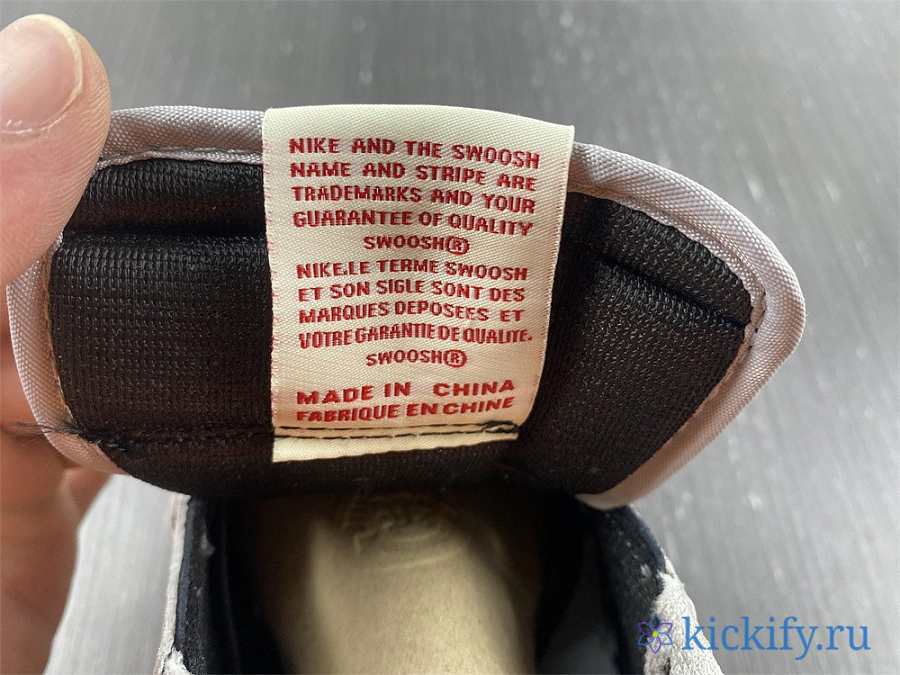 NIKE AND THE SWOOSH
NAME AND STRIPE ARE
TRADEMARKS AND YOUR
GUARANTEE OF QUALITY
SWOOSH®
NIKE.LE TERME SWOOSH
ET SON SIGLE SONT DES
MARQUES DEPOSEES ET
VOTRE GARANTIE DE QUALITE.
SWOOSH®
MADE IN CHINA
FABRIQUE EN CHINE
kickify.ru